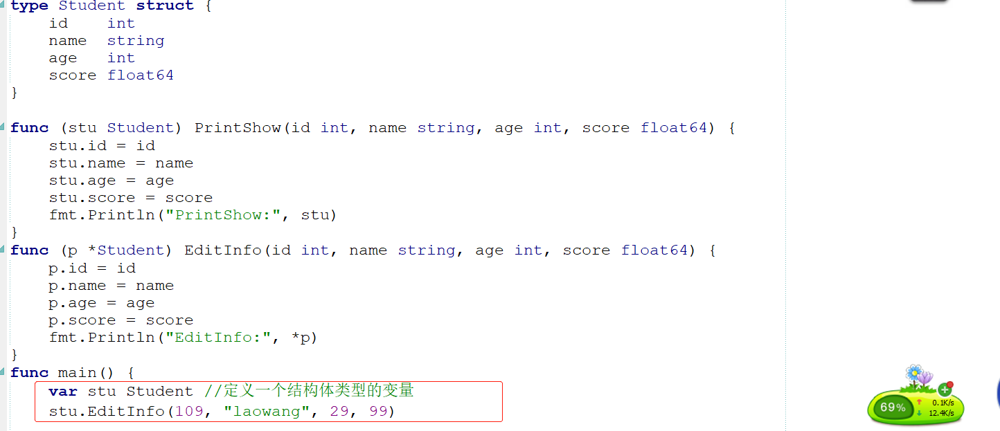 type Student struct {
    id    int
    name  string
    age   int
    score float64
}
func (stu Student) PrintShow(id int, name string, age int, score float64) {
    stu.id = id
    stu.name = name
    stu.age = age
    stu.score = score
    fmt.Println("PrintShow:", stu)
}
func (p *Student) EditInfo(id int, name string, age int, score float64) {
    p.id = id
    p.name = name
    p.age = age
    p.score = score
    fmt.Println("EditInfo:", *p)
}
func main() {
    var stu Student //定义一个结构体类型的变量
    stu.EditInfo(109, "laowang", 29, 99)
69%
↑ 0.1K/s
↓ 12.4K/s